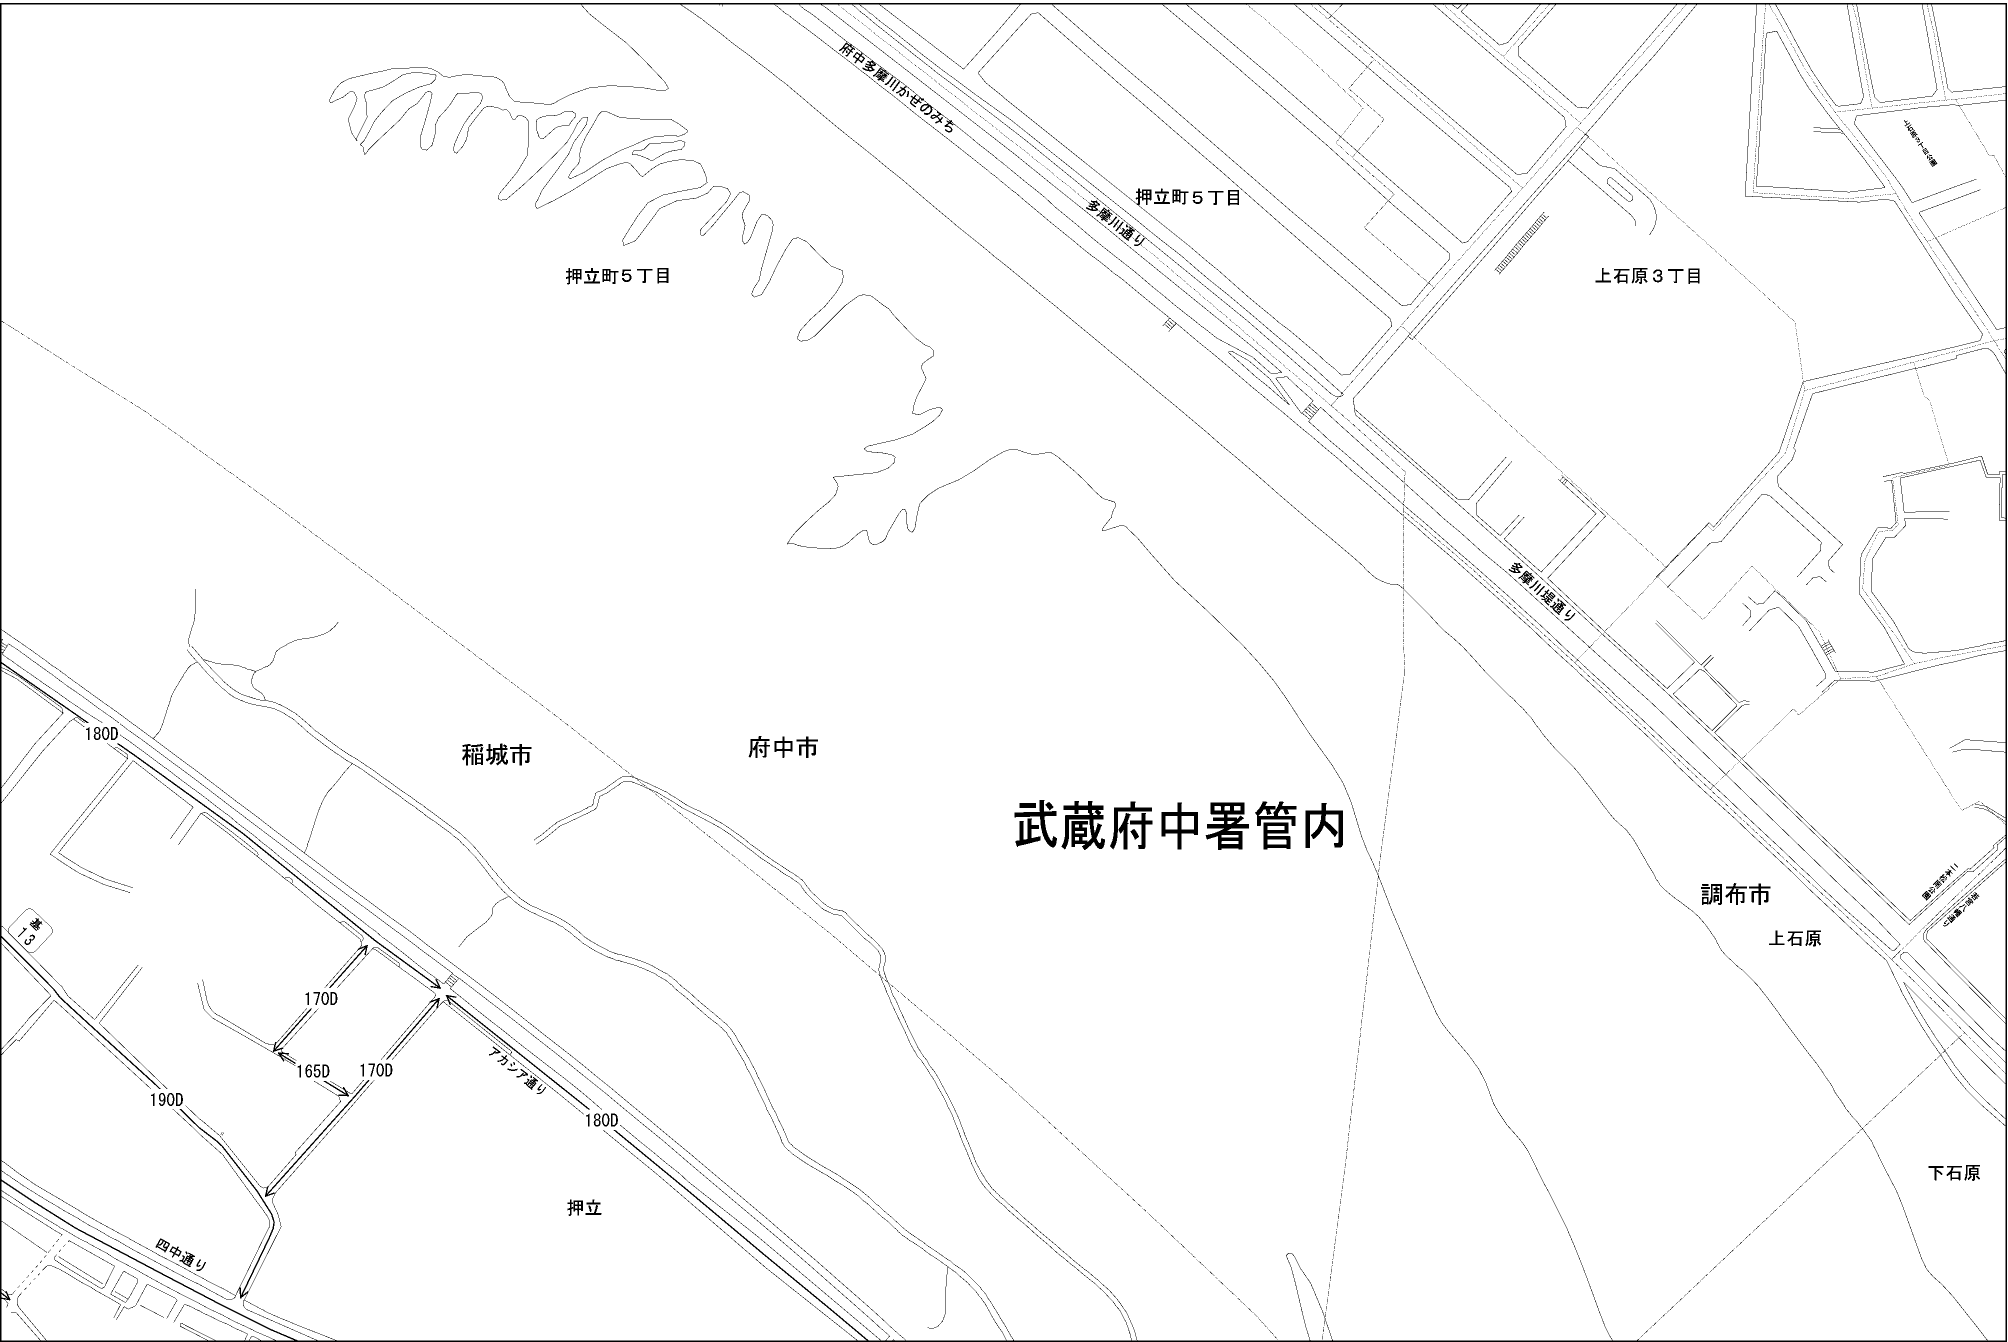 府中多摩川かぜのみち
押立町５丁目
多摩川通り
押立町５丁目
上石原３丁目
多摩川堤通り
180D
稲城市
府中市
武蔵府中署管内
調布市
上石原
基
13
170D
165D
170D
アカシア通り
190D
180D
下石原
押立
四中通り